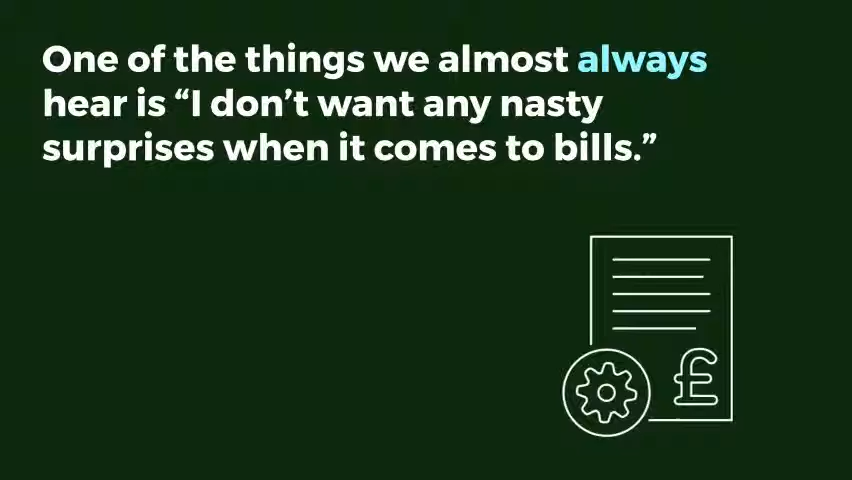 One of the things we almost always
hear is “I don’t want any nasty
surprises when it comes to bills.”
£